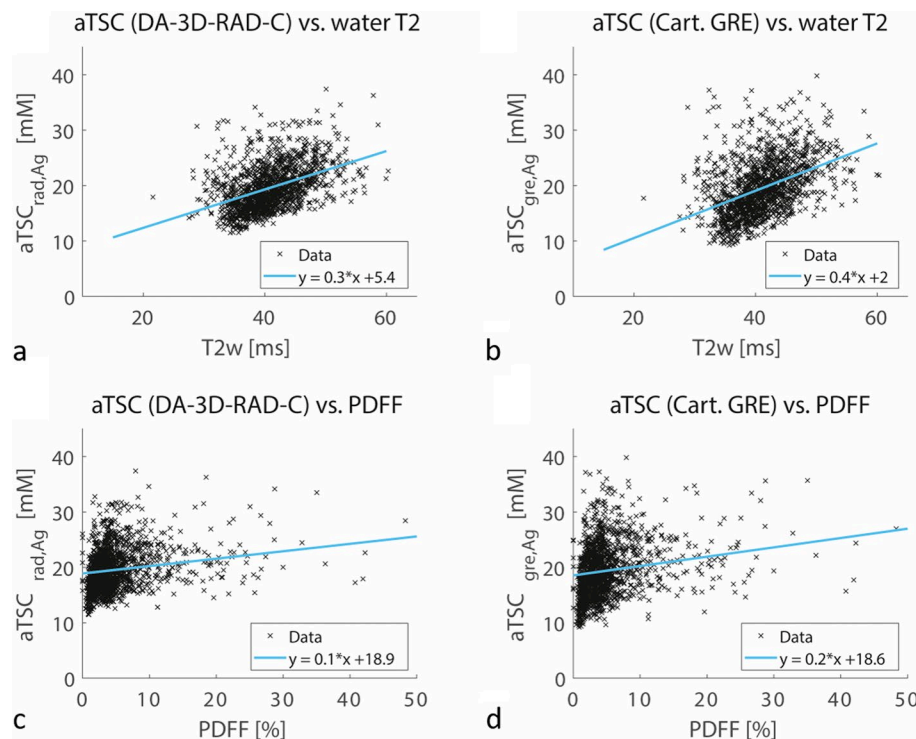 aTSC (DA-3D-RAD-C) vs. water T2
aTSC rad,Ag [mM]
40
30
20
10
0
× Data
y = 0.3*x +5.4
20 40 60
T2w [ms]
a
aTSC (Cart. GRE) vs. water T2
aTSC gre,Ag [mM]
40
30
20
10
0
× Data
y = 0.4*x +2
20 40 60
T2w [ms]
b
aTSC (DA-3D-RAD-C) vs. PDFF
aTSC rad,Ag [mM]
40
30
20
10
0
× Data
y = 0.1*x +18.9
0 10 20 30 40 50
PDFF [%]
c
aTSC (Cart. GRE) vs. PDFF
aTSC gre,Ag [mM]
40
30
20
10
0
× Data
y = 0.2*x +18.6
0 10 20 30 40 50
PDFF [%]
d